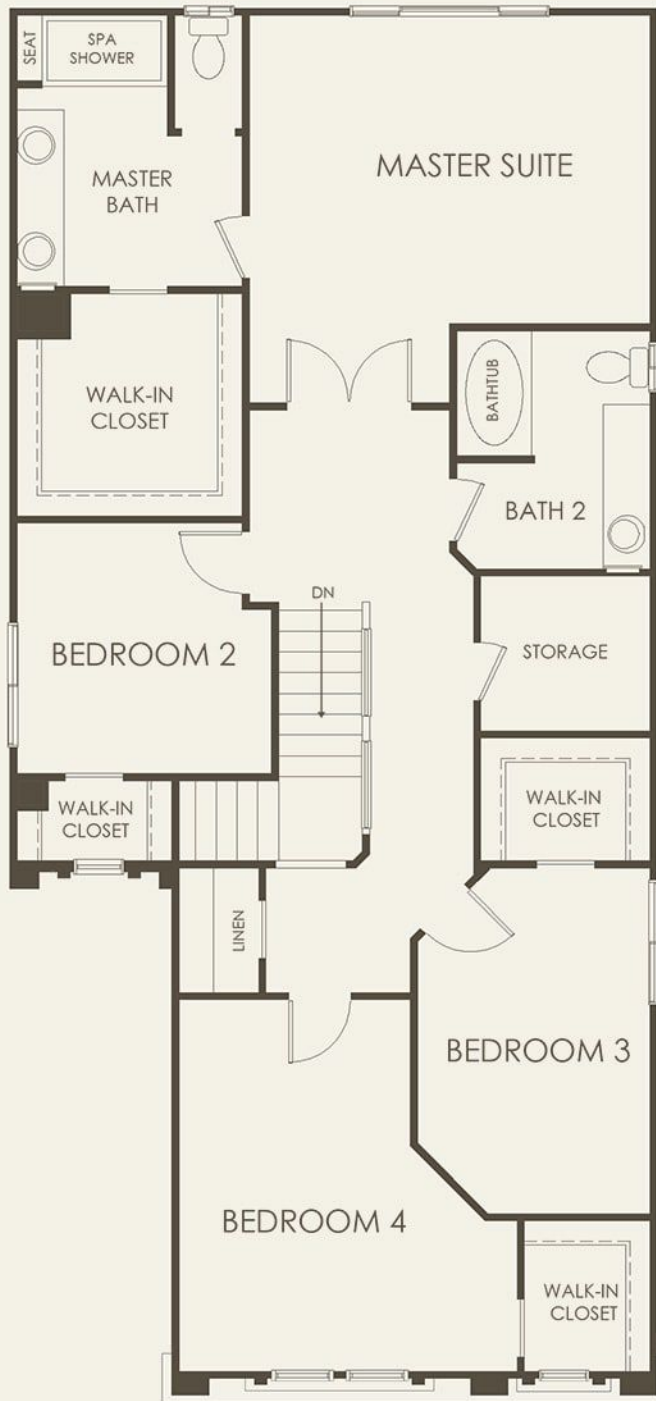 SEAT
SPA
SHOWER
MASTER
BATH
MASTER SUITE
WALK-IN
CLOSET
BATHTUB
BATH 2
DN
BEDROOM 2
STORAGE
WALK-IN
CLOSET
WALK-IN
CLOSET
LINEN
BEDROOM 3
BEDROOM 4
WALK-IN
CLOSET